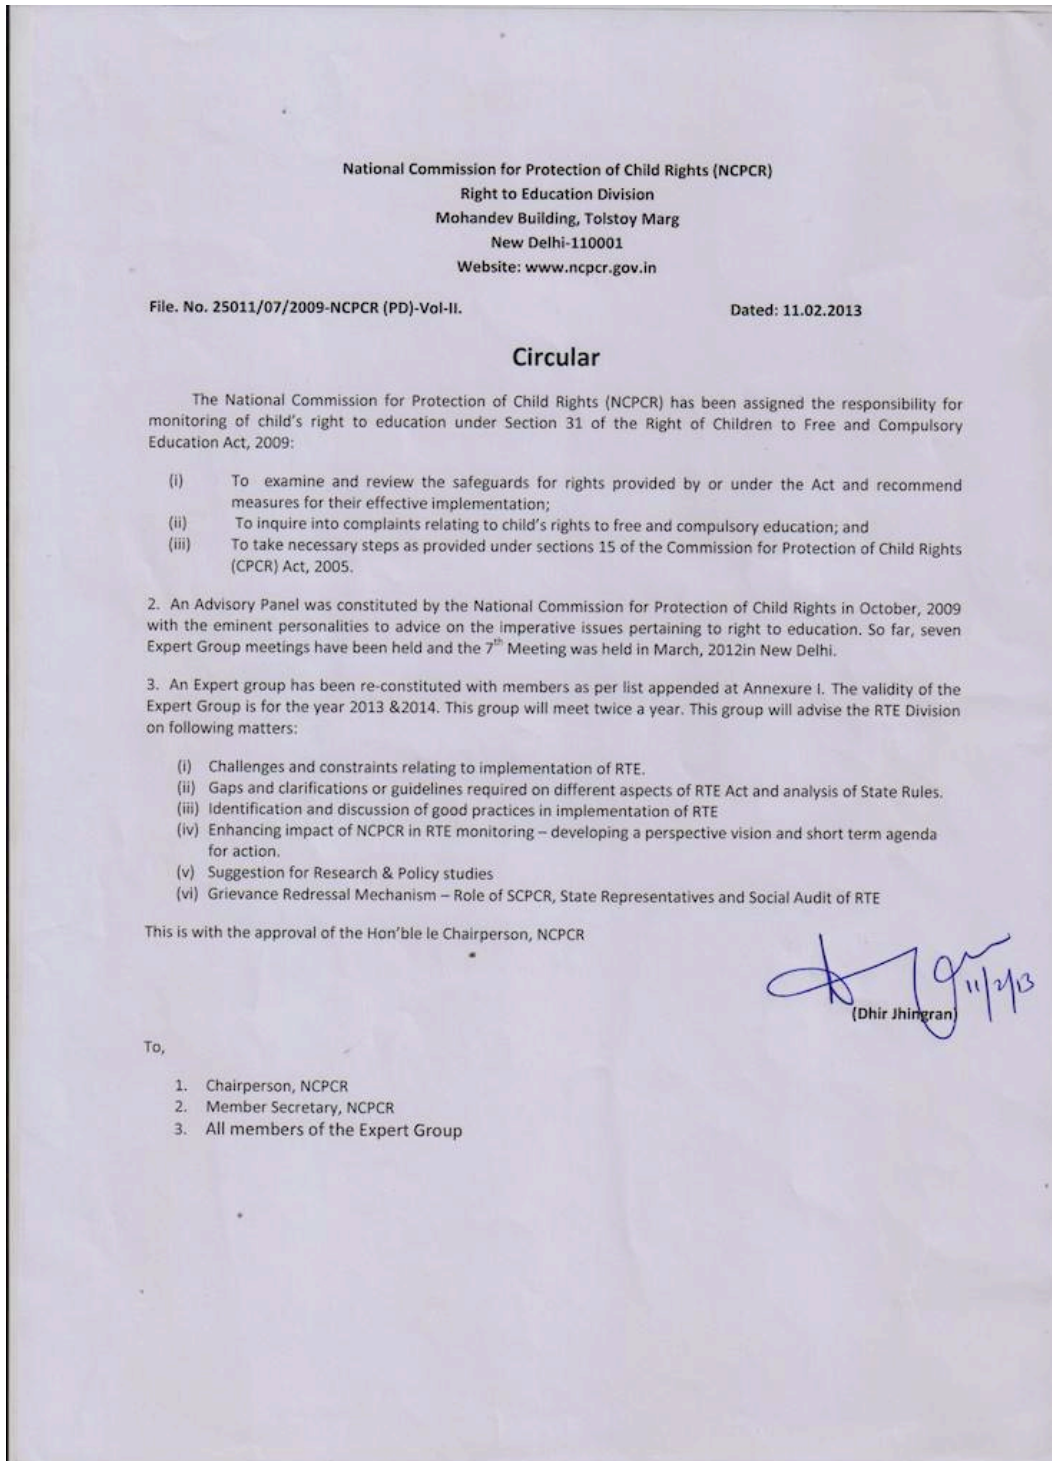 National Commission for Protection of Child Rights (NCPCR)
Right to Education Division
Mohandev Building, Tolstoy Marg
New Delhi-110001
Website: www.ncpcr.gov.in
File. No. 25011/07/2009-NCPCR (PD)-Vol-II. Dated: 11.02.2013
Circular
The National Commission for Protection of Child Rights (NCPCR) has been assigned the responsibility for
monitoring of child's right to education under Section 31 of the Right of Children to Free and Compulsory
Education Act, 2009:
(i) To examine and review the safeguards for rights provided by or under the Act and recommend
measures for their effective implementation;
(ii) To inquire into complaints relating to child's rights to free and compulsory education; and
(iii) To take necessary steps as provided under sections 15 of the Commission for Protection of Child Rights
(CPCR) Act, 2005.
2. An Advisory Panel was constituted by the National Commission for Protection of Child Rights in October, 2009
with the eminent personalities to advice on the imperative issues pertaining to right to education. So far, seven
Expert Group meetings have been held and the 7th Meeting was held in March, 2012in New Delhi.
3. An Expert group has been re-constituted with members as per list appended at Annexure I. The validity of the
Expert Group is for the year 2013 &2014. This group will meet twice a year. This group will advise the RTE Division
on following matters:
(i) Challenges and constraints relating to implementation of RTE.
(ii) Gaps and clarifications or guidelines required on different aspects of RTE Act and analysis of State Rules.
(iii) Identification and discussion of good practices in implementation of RTE
(iv) Enhancing impact of NCPCR in RTE monitoring – developing a perspective vision and short term agenda
for action.
(v) Suggestion for Research & Policy studies
(vi) Grievance Redressal Mechanism – Role of SCPCR, State Representatives and Social Audit of RTE
This is with the approval of the Hon'ble le Chairperson, NCPCR
11/2/13
(Dhir Jhingran)
To,
1. Chairperson, NCPCR
2. Member Secretary, NCPCR
3. All members of the Expert Group